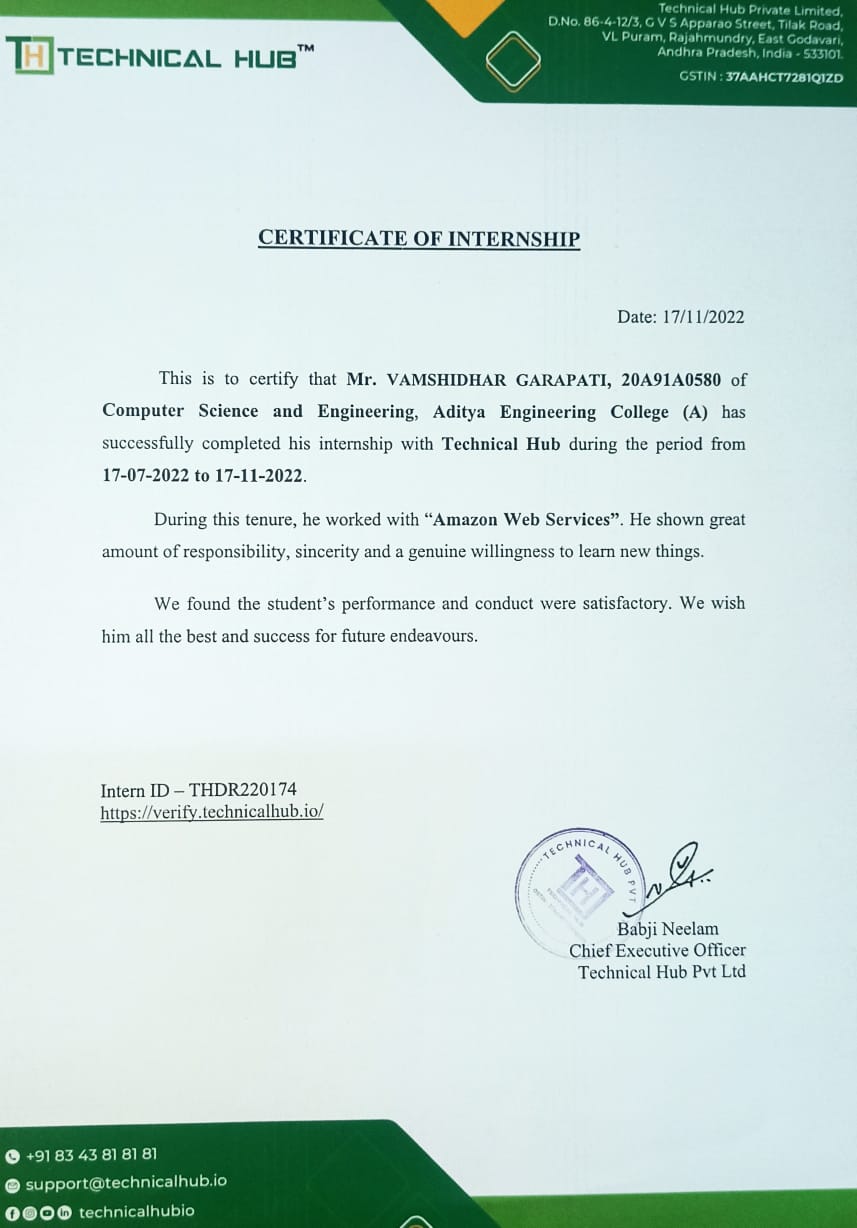 TH TECHNICAL HUB™
Technical Hub Private Limited,
D.No. 86-4-12/3, G V S Apparao Street, Tilak Road,
VL Puram, Rajahmundry, East Godavari,
Andhra Pradesh, India - 533101.
GSTIN : 37AAHCT7281Q1ZD
CERTIFICATE OF INTERNSHIP
Date: 17/11/2022
This is to certify that Mr. VAMSHIDHAR GARAPATI, 20A91A0580 of
Computer Science and Engineering, Aditya Engineering College (A) has
successfully completed his internship with Technical Hub during the period from
17-07-2022 to 17-11-2022.
During this tenure, he worked with “Amazon Web Services”. He shown great
amount of responsibility, sincerity and a genuine willingness to learn new things.
We found the student’s performance and conduct were satisfactory. We wish
him all the best and success for future endeavours.
Intern ID – THDR220174
https://verify.technicalhub.io/
TECHNICAL HUB PVT
Babji Neelam
Chief Executive Officer
Technical Hub Pvt Ltd
+91 83 43 81 81 81
support@technicalhub.io
technicalhubio